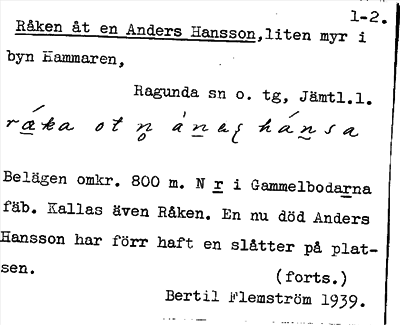 1-2.
Råken åt en Anders Hansson, liten myr i
byn Hammaren,
Ragunda sn o. tg, Jämtl.l.
Belägen omkr. 800 m. N r i Gammelbodarna
fäb. Kallas även Råken. En nu död Anders
Hansson har förr haft en slåtter på plat-
sen.
(forts.)
Bertil Flemström 1939.